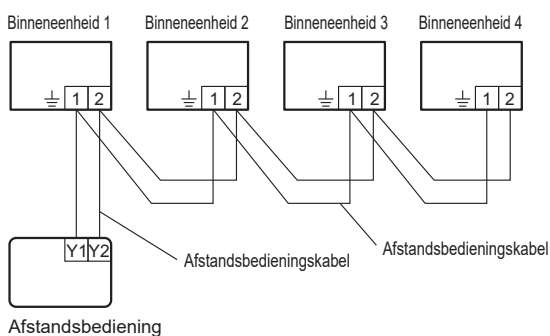 Binneneenheid 1 Binneneenheid 2 Binneneenheid 3 Binneneenheid 4
1 2 1 2 1 2 1 2
Y1 Y2
Afstandsbedieningskabel Afstandsbedieningskabel
Afstandsbediening